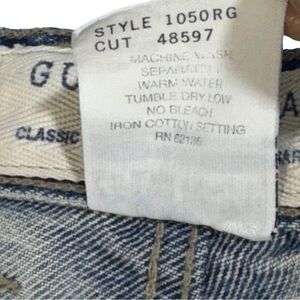 STYLE 1050RG
CUT 48597
MACHINE WASH
SEPARATELY
WARM WATER
TUMBLE DRY LOW
NO BLEACH
IRON COTTON SETTING
RN 62136
G U
CLASSIC